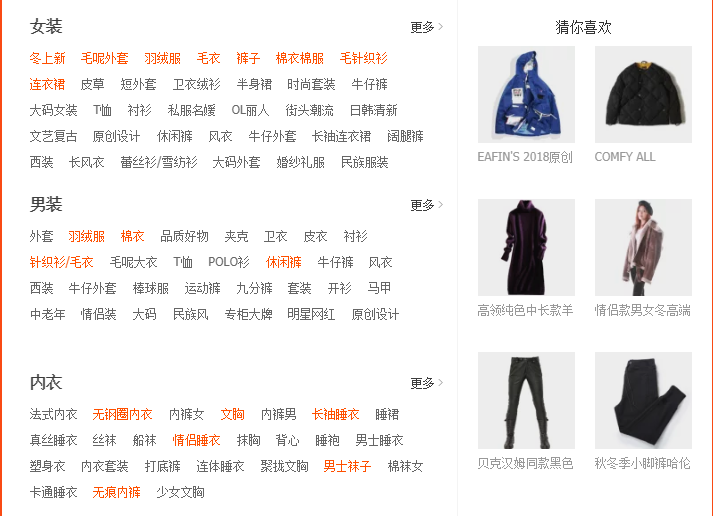 女装 更多 >
冬上新 毛呢外套 羽绒服 毛衣 裤子 棉衣棉服 毛针织衫
连衣裙 皮草 短外套 卫衣绒衫 半身裙 时尚套装 牛仔裤
大码女装 T恤 衬衫 私服名媛 OL丽人 街头潮流 日韩清新
文艺复古 原创设计 休闲裤 风衣 牛仔外套 长袖连衣裙 阔腿裤
西装 长风衣 蕾丝衫/雪纺衫 大码外套 婚纱礼服 民族服装
男装 更多 >
外套 羽绒服 棉衣 品质好物 夹克 卫衣 皮衣 衬衫
针织衫/毛衣 毛呢大衣 T恤 POLO衫 休闲裤 牛仔裤 风衣
西装 牛仔外套 棒球服 运动裤 九分裤 套装 开衫 马甲
中老年 情侣装 大码 民族风 专柜大牌 明星网红 原创设计
内衣 更多 >
法式内衣 无钢圈内衣 内裤女 文胸 内裤男 长袖睡衣 睡裙
真丝睡衣 丝袜 船袜 情侣睡衣 抹胸 背心 睡袍 男士睡衣
塑身衣 内衣套装 打底裤 连体睡衣 聚拢文胸 男士袜子 棉袜女
卡通睡衣 无痕内裤 少女文胸
猜你喜欢
EAFIN'S 2018原创 COMFY ALL
高领纯色中长款羊 情侣款男女冬高端
贝克汉姆同款黑色 秋冬季小脚裤哈伦